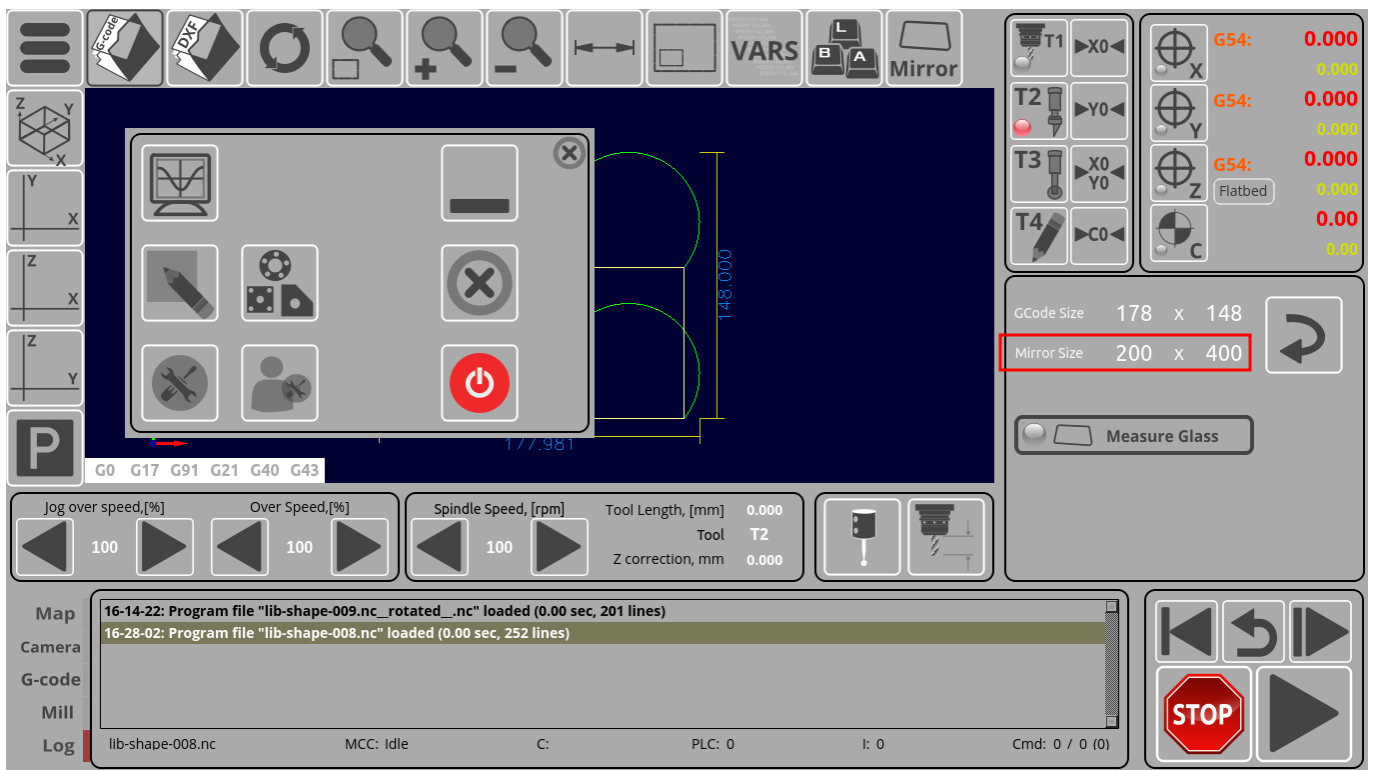 G-code
DXF
VARS
L
B
A
Mirror
Z
Y
X
Y
X
Z
X
Z
Y
P
148.000
177.981
G0 G17 G91 G21 G40 G43
T1
X0
T2
Y0
T3
X0
Y0
T4
C0
X
G54:
0.000
0.000
Y
G54:
0.000
0.000
Z
G54:
0.000
Flatbed
0.000
C
0.00
0.00
GCode Size 178 x 148
Mirror Size 200 x 400
Measure Glass
Jog over speed,[%]
Over Speed,[%]
100
100
Spindle Speed, [rpm]
100
Tool Length, [mm] 0.000
Tool T2
Z correction, mm 0.000
Map
Camera
G-code
Mill
Log
16-14-22: Program file "lib-shape-009.nc__rotated__.nc" loaded (0.00 sec, 201 lines)
16-28-02: Program file "lib-shape-008.nc" loaded (0.00 sec, 252 lines)
lib-shape-008.nc MCC: Idle C: PLC: 0 I: 0 Cmd: 0 / 0 (0)
STOP